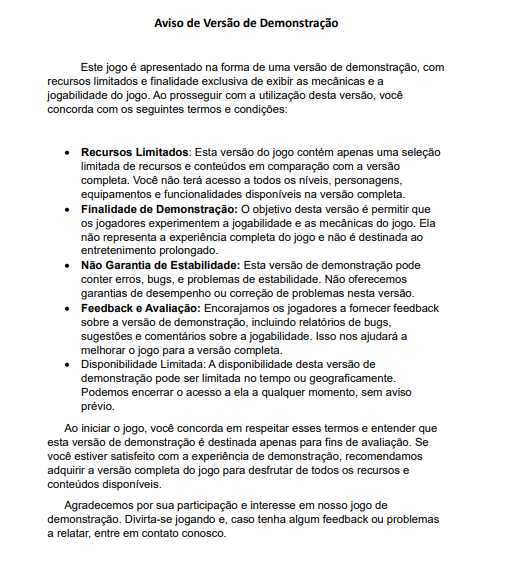 Aviso de Versão de Demonstração
Este jogo é apresentado na forma de uma versão de demonstração, com
recursos limitados e finalidade exclusiva de exibir as mecânicas e a
jogabilidade do jogo. Ao prosseguir com a utilização desta versão, você
concorda com os seguintes termos e condições:
• Recursos Limitados: Esta versão do jogo contém apenas uma seleção
limitada de recursos e conteúdos em comparação com a versão
completa. Você não terá acesso a todos os níveis, personagens,
equipamentos e funcionalidades disponíveis na versão completa.
• Finalidade de Demonstração: O objetivo desta versão é permitir que
os jogadores experimentem a jogabilidade e as mecânicas do jogo. Ela
não representa a experiência completa do jogo e não é destinada ao
entretenimento prolongado.
• Não Garantia de Estabilidade: Esta versão de demonstração pode
conter erros, bugs, e problemas de estabilidade. Não oferecemos
garantias de desempenho ou correção de problemas nesta versão.
• Feedback e Avaliação: Encorajamos os jogadores a fornecer feedback
sobre a versão de demonstração, incluindo relatórios de bugs,
sugestões e comentários sobre a jogabilidade. Isso nos ajudará a
melhorar o jogo para a versão completa.
• Disponibilidade Limitada: A disponibilidade desta versão de
demonstração pode ser limitada no tempo ou geograficamente.
Podemos encerrar o acesso a ela a qualquer momento, sem aviso
prévio.
Ao iniciar o jogo, você concorda em respeitar esses termos e entender que
esta versão de demonstração é destinada apenas para fins de avaliação. Se
você estiver satisfeito com a experiência de demonstração, recomendamos
adquirir a versão completa do jogo para desfrutar de todos os recursos e
conteúdos disponíveis.
Agradecemos por sua participação e interesse em nosso jogo de
demonstração. Divirta-se jogando e, caso tenha algum feedback ou problemas
a relatar, entre em contato conosco.